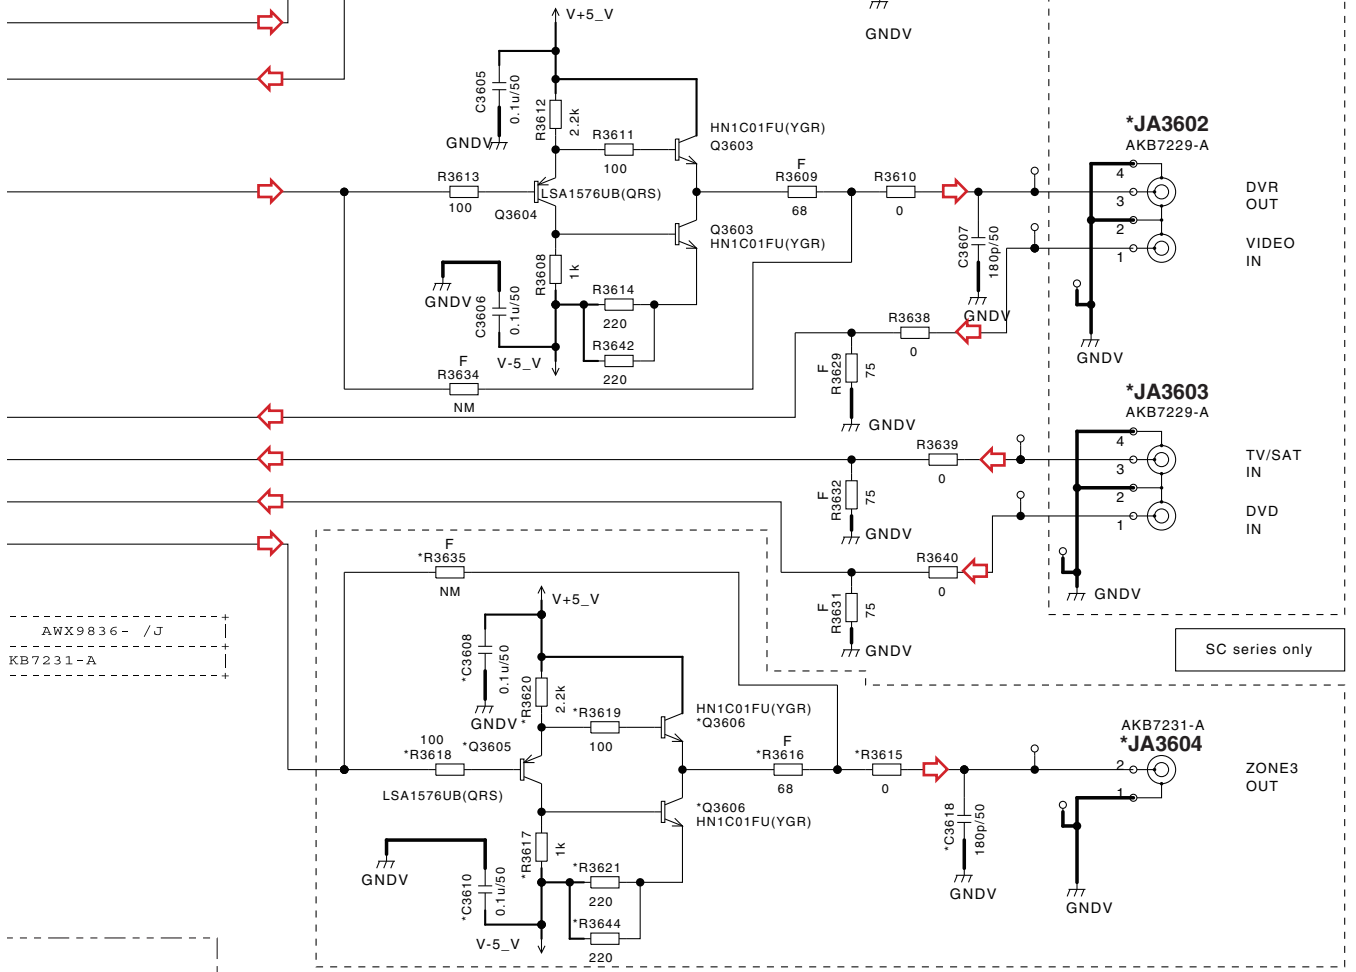 V+5_V
GNDV
C3605
0.1u/50
R3612
2.2k
GNDV
R3611
100
HN1C01FU(YGR)
Q3603
*JA3602
AKB7229-A
R3613
100
LSA1576UB(QRS)
Q3604
F
R3609
68
R3610
0
4
3
2
1
DVR
OUT
VIDEO
IN
Q3603
HN1C01FU(YGR)
C3607
180p/50
GNDV
R3608
1k
GNDV
C3606
0.1u/50
R3614
220
R3642
220
V-5_V
R3638
0
GNDV
F
R3634
NM
F
R3629
75
GNDV
*JA3603
AKB7229-A
R3639
0
4
3
2
1
TV/SAT
IN
DVD
IN
F
R3632
75
GNDV
F
*R3635
NM
R3640
0
GNDV
F
R3631
75
GNDV
V+5_V
AWX9836- /J
KB7231-A
SC series only
*C3608
0.1u/50
*R3620
2.2k
GNDV
*R3619
100
HN1C01FU(YGR)
*Q3606
AKB7231-A
*JA3604
100
*R3618
*Q3605
LSA1576UB(QRS)
F
*R3616
68
*R3615
0
2
1
ZONE3
OUT
*Q3606
HN1C01FU(YGR)
*C3618
180p/50
GNDV
*R3617
1k
GNDV
*C3610
0.1u/50
*R3621
220
*R3644
220
V-5_V
GNDV